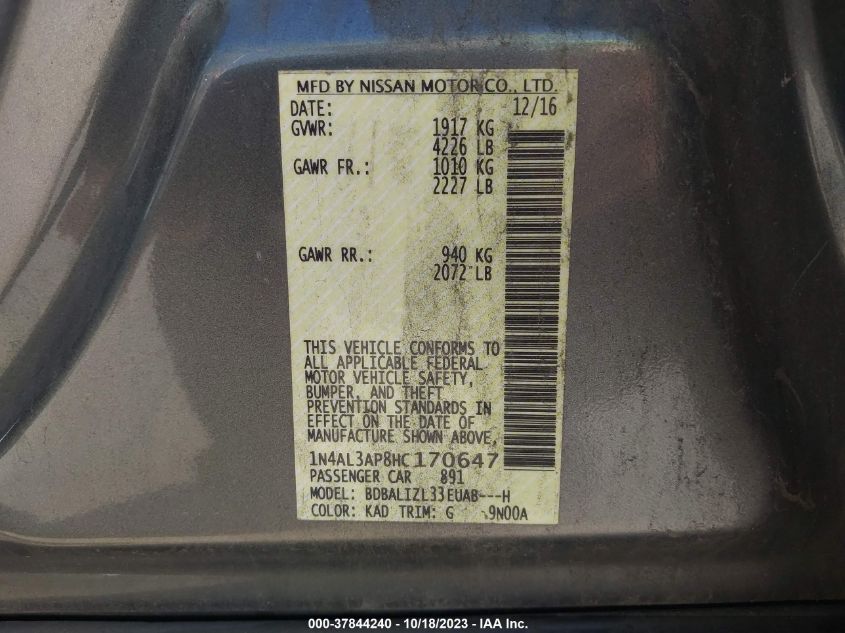 MFD BY NISSAN MOTOR CO., LTD.
DATE: 12/16
GVWR: 1917 KG
4226 LB
GAWR FR.: 1010 KG
2227 LB
GAWR RR.: 940 KG
2072 LB
THIS VEHICLE CONFORMS TO
ALL APPLICABLE FEDERAL
MOTOR VEHICLE SAFETY,
BUMPER, AND THEFT
PREVENTION STANDARDS IN
EFFECT ON THE DATE OF
MANUFACTURE SHOWN ABOVE.
1N4AL3AP8HC170647
PASSENGER CAR 891
MODEL: BDBALIZL33EUAB---H
COLOR: KAD TRIM: G 9N00A
000-37844240 - 10/18/2023 - IAA Inc.